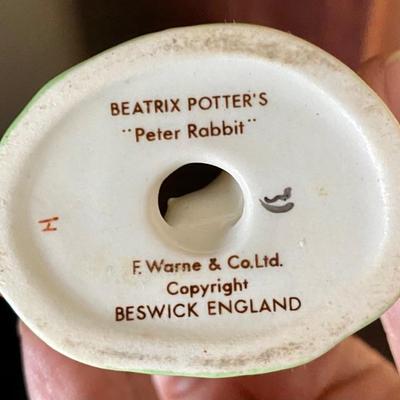 BEATRIX POTTER'S
"Peter Rabbit"
F. Warne & Co.Ltd.
Copyright
BESWICK ENGLAND